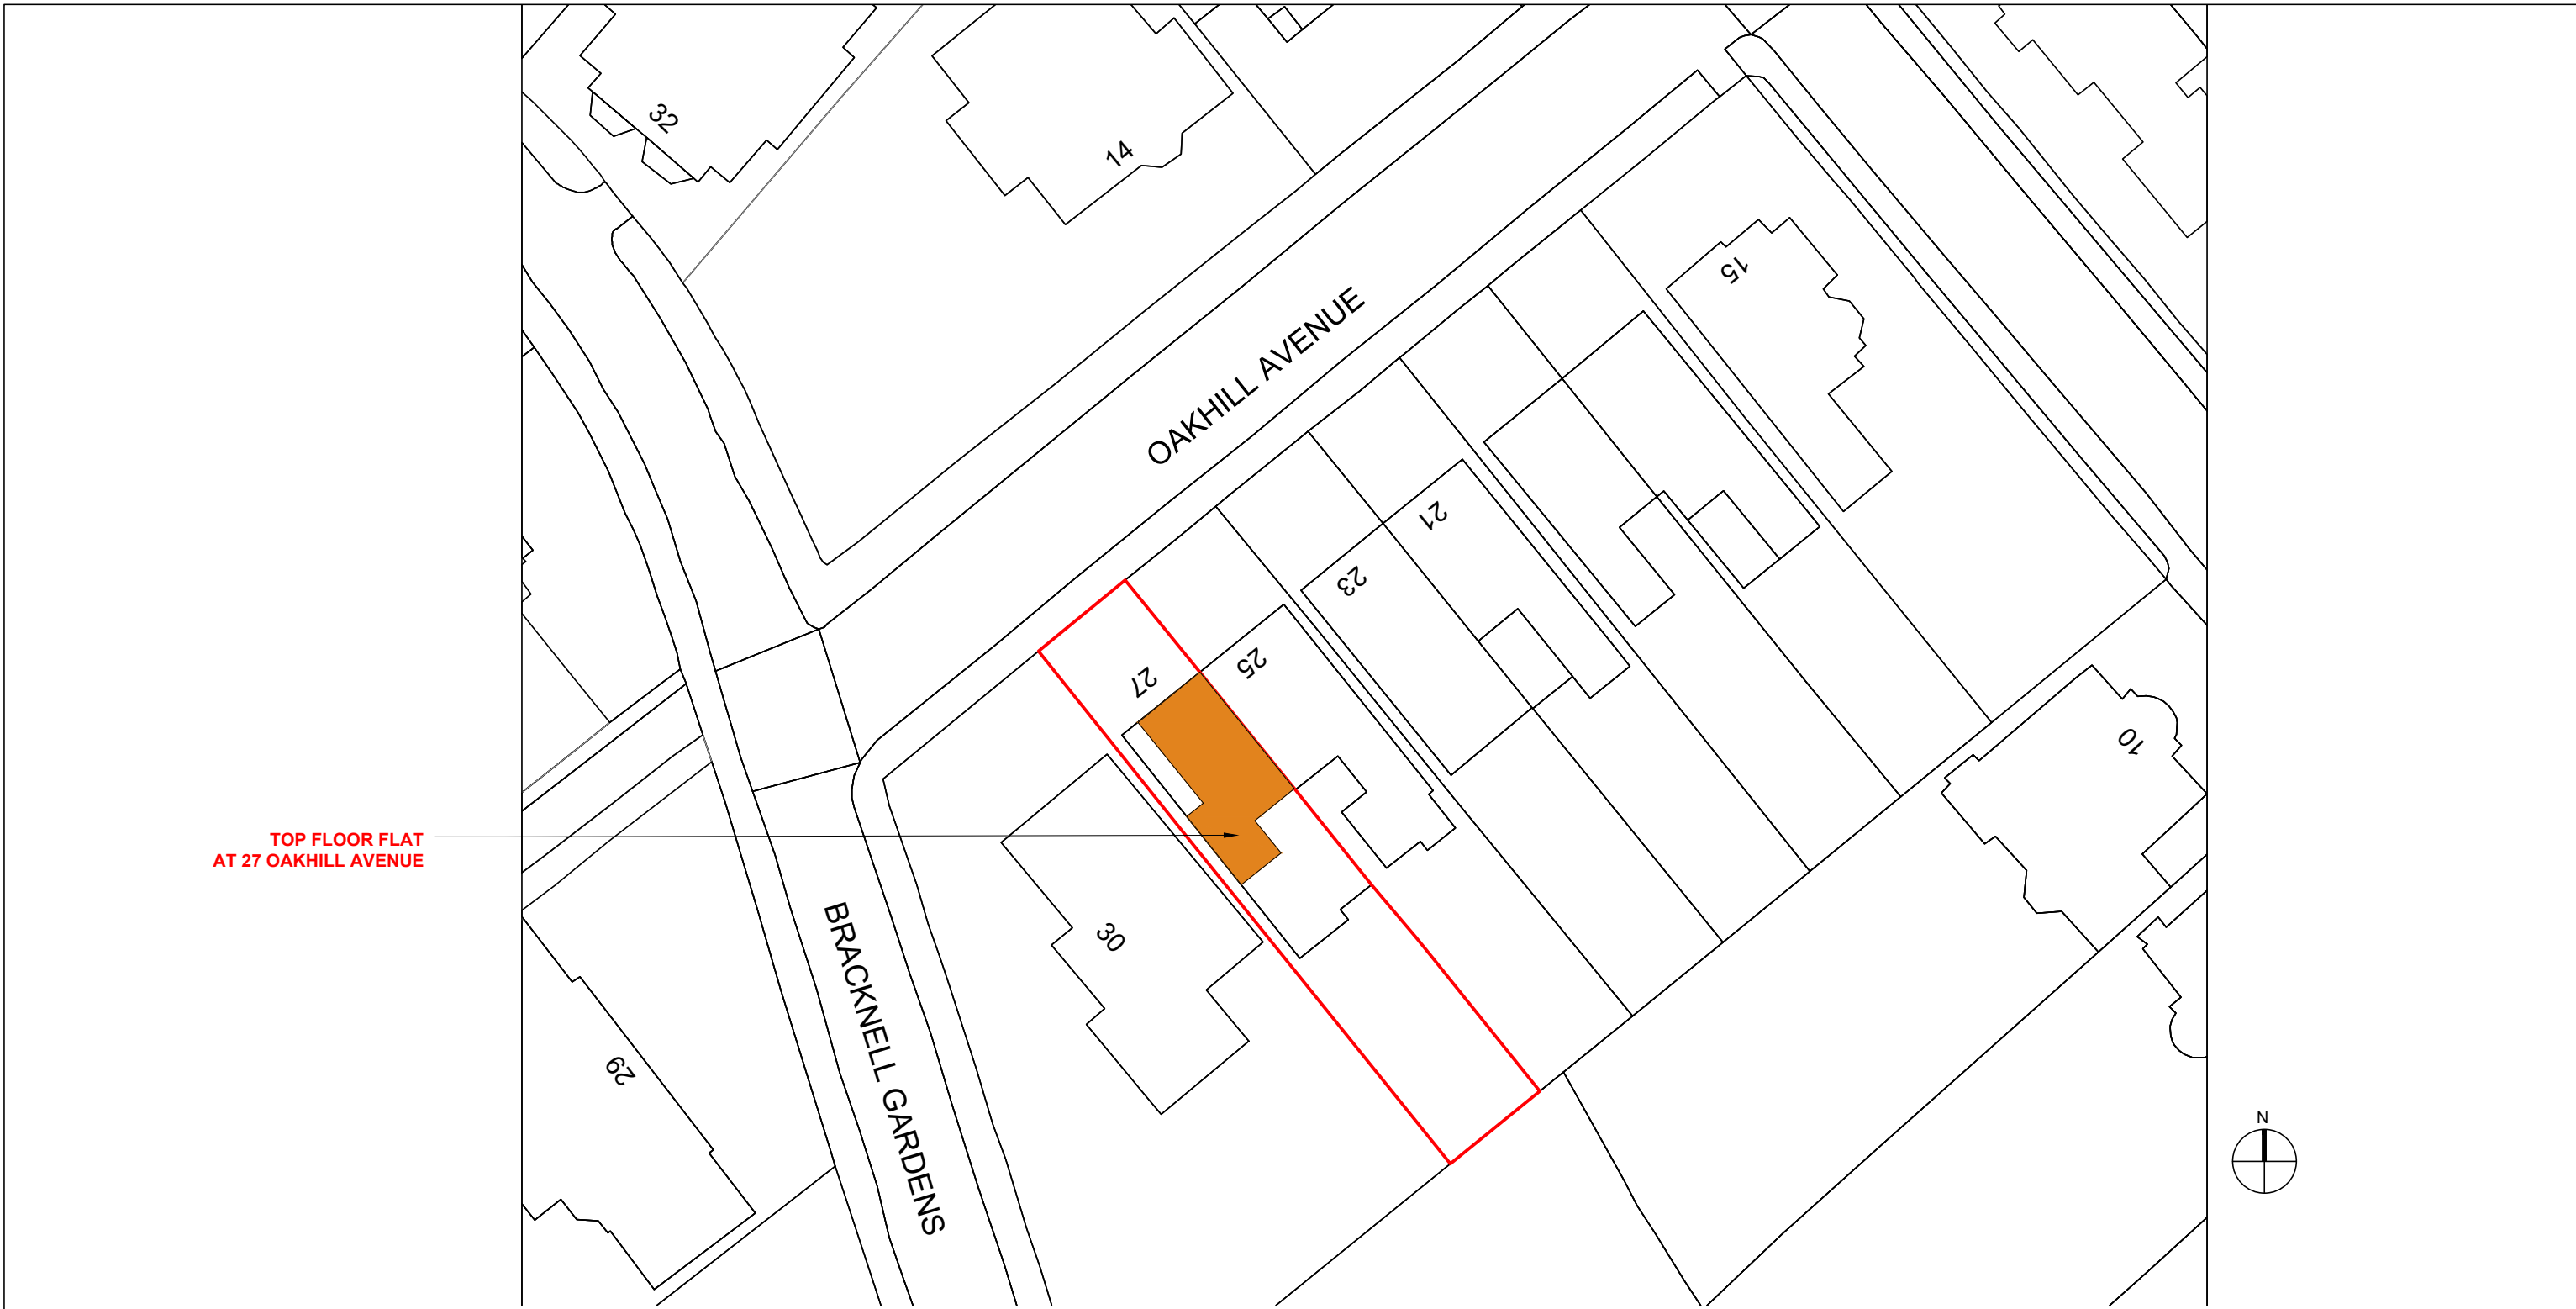 32
14
15
OAKHILL AVENUE
21
23
25
27
10
TOP FLOOR FLAT
AT 27 OAKHILL AVENUE
30
BRACKNELL GARDENS
29
N